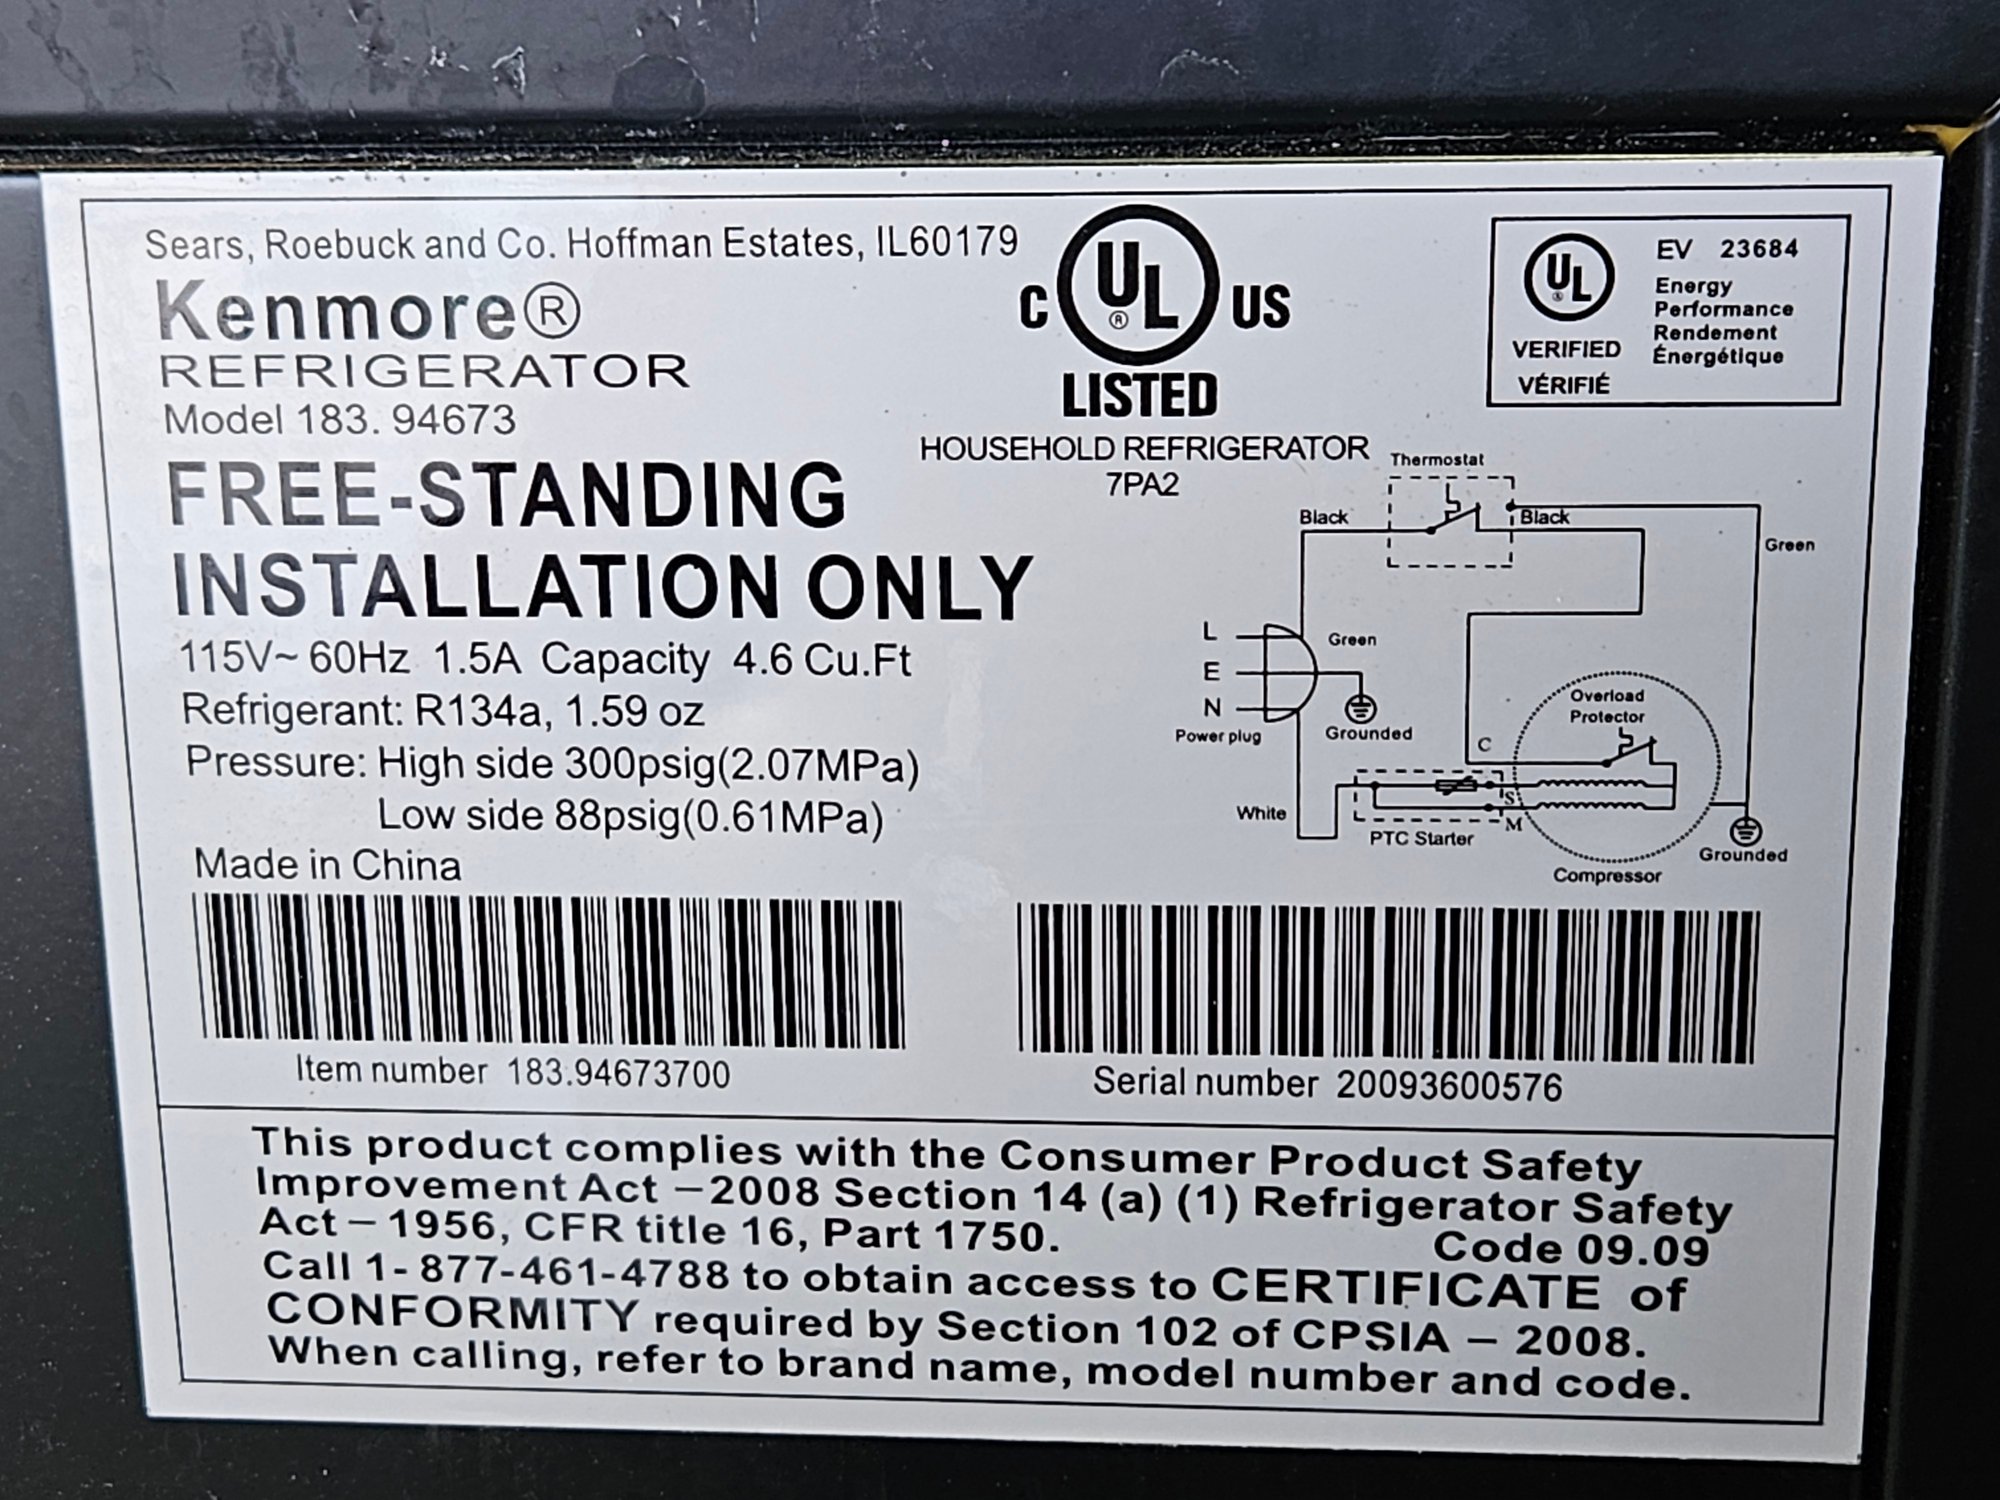 Sears, Roebuck and Co. Hoffman Estates, IL60179
Kenmore®
REFRIGERATOR
Model 183. 94673
FREE-STANDING
INSTALLATION ONLY
115V~ 60Hz 1.5A Capacity 4.6 Cu.Ft
Refrigerant: R134a, 1.59 oz
Pressure: High side 300psig(2.07MPa)
Low side 88psig(0.61MPa)
Made in China
C UL ® US
LISTED
HOUSEHOLD REFRIGERATOR
7PA2
UL ®
VERIFIED
VÉRIFIÉ
EV 23684
Energy
Performance
Rendement
Énergétique
Thermostat
Black
Black
Green
L
Green
E
N
Power plug
Grounded
Overload
Protector
C
White
S
M
PTC Starter
Grounded
Compressor
Item number 183.94673700
Serial number 20093600576
This product complies with the Consumer Product Safety
Improvement Act –2008 Section 14 (a) (1) Refrigerator Safety
Act – 1956, CFR title 16, Part 1750.
Code 09.09
Call 1- 877-461-4788 to obtain access to CERTIFICATE of
CONFORMITY required by Section 102 of CPSIA – 2008.
When calling, refer to brand name, model number and code.